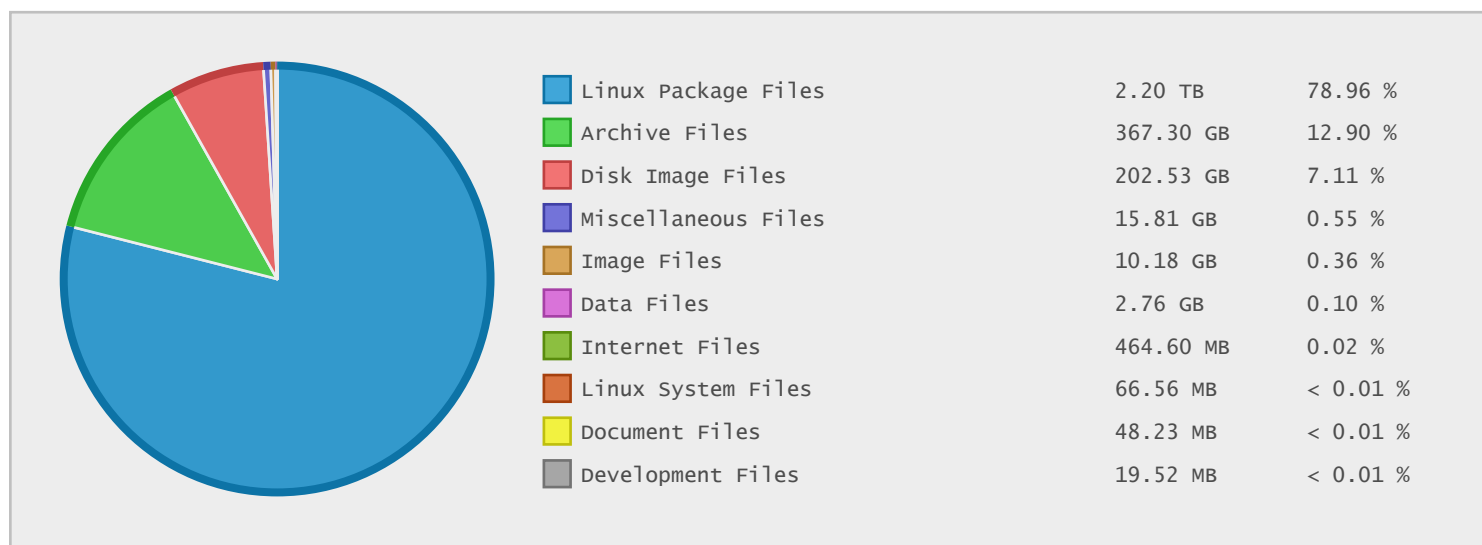 Linux Package Files 2.20 TB 78.96 %
Archive Files 367.30 GB 12.90 %
Disk Image Files 202.53 GB 7.11 %
Miscellaneous Files 15.81 GB 0.55 %
Image Files 10.18 GB 0.36 %
Data Files 2.76 GB 0.10 %
Internet Files 464.60 MB 0.02 %
Linux System Files 66.56 MB < 0.01 %
Document Files 48.23 MB < 0.01 %
Development Files 19.52 MB < 0.01 %